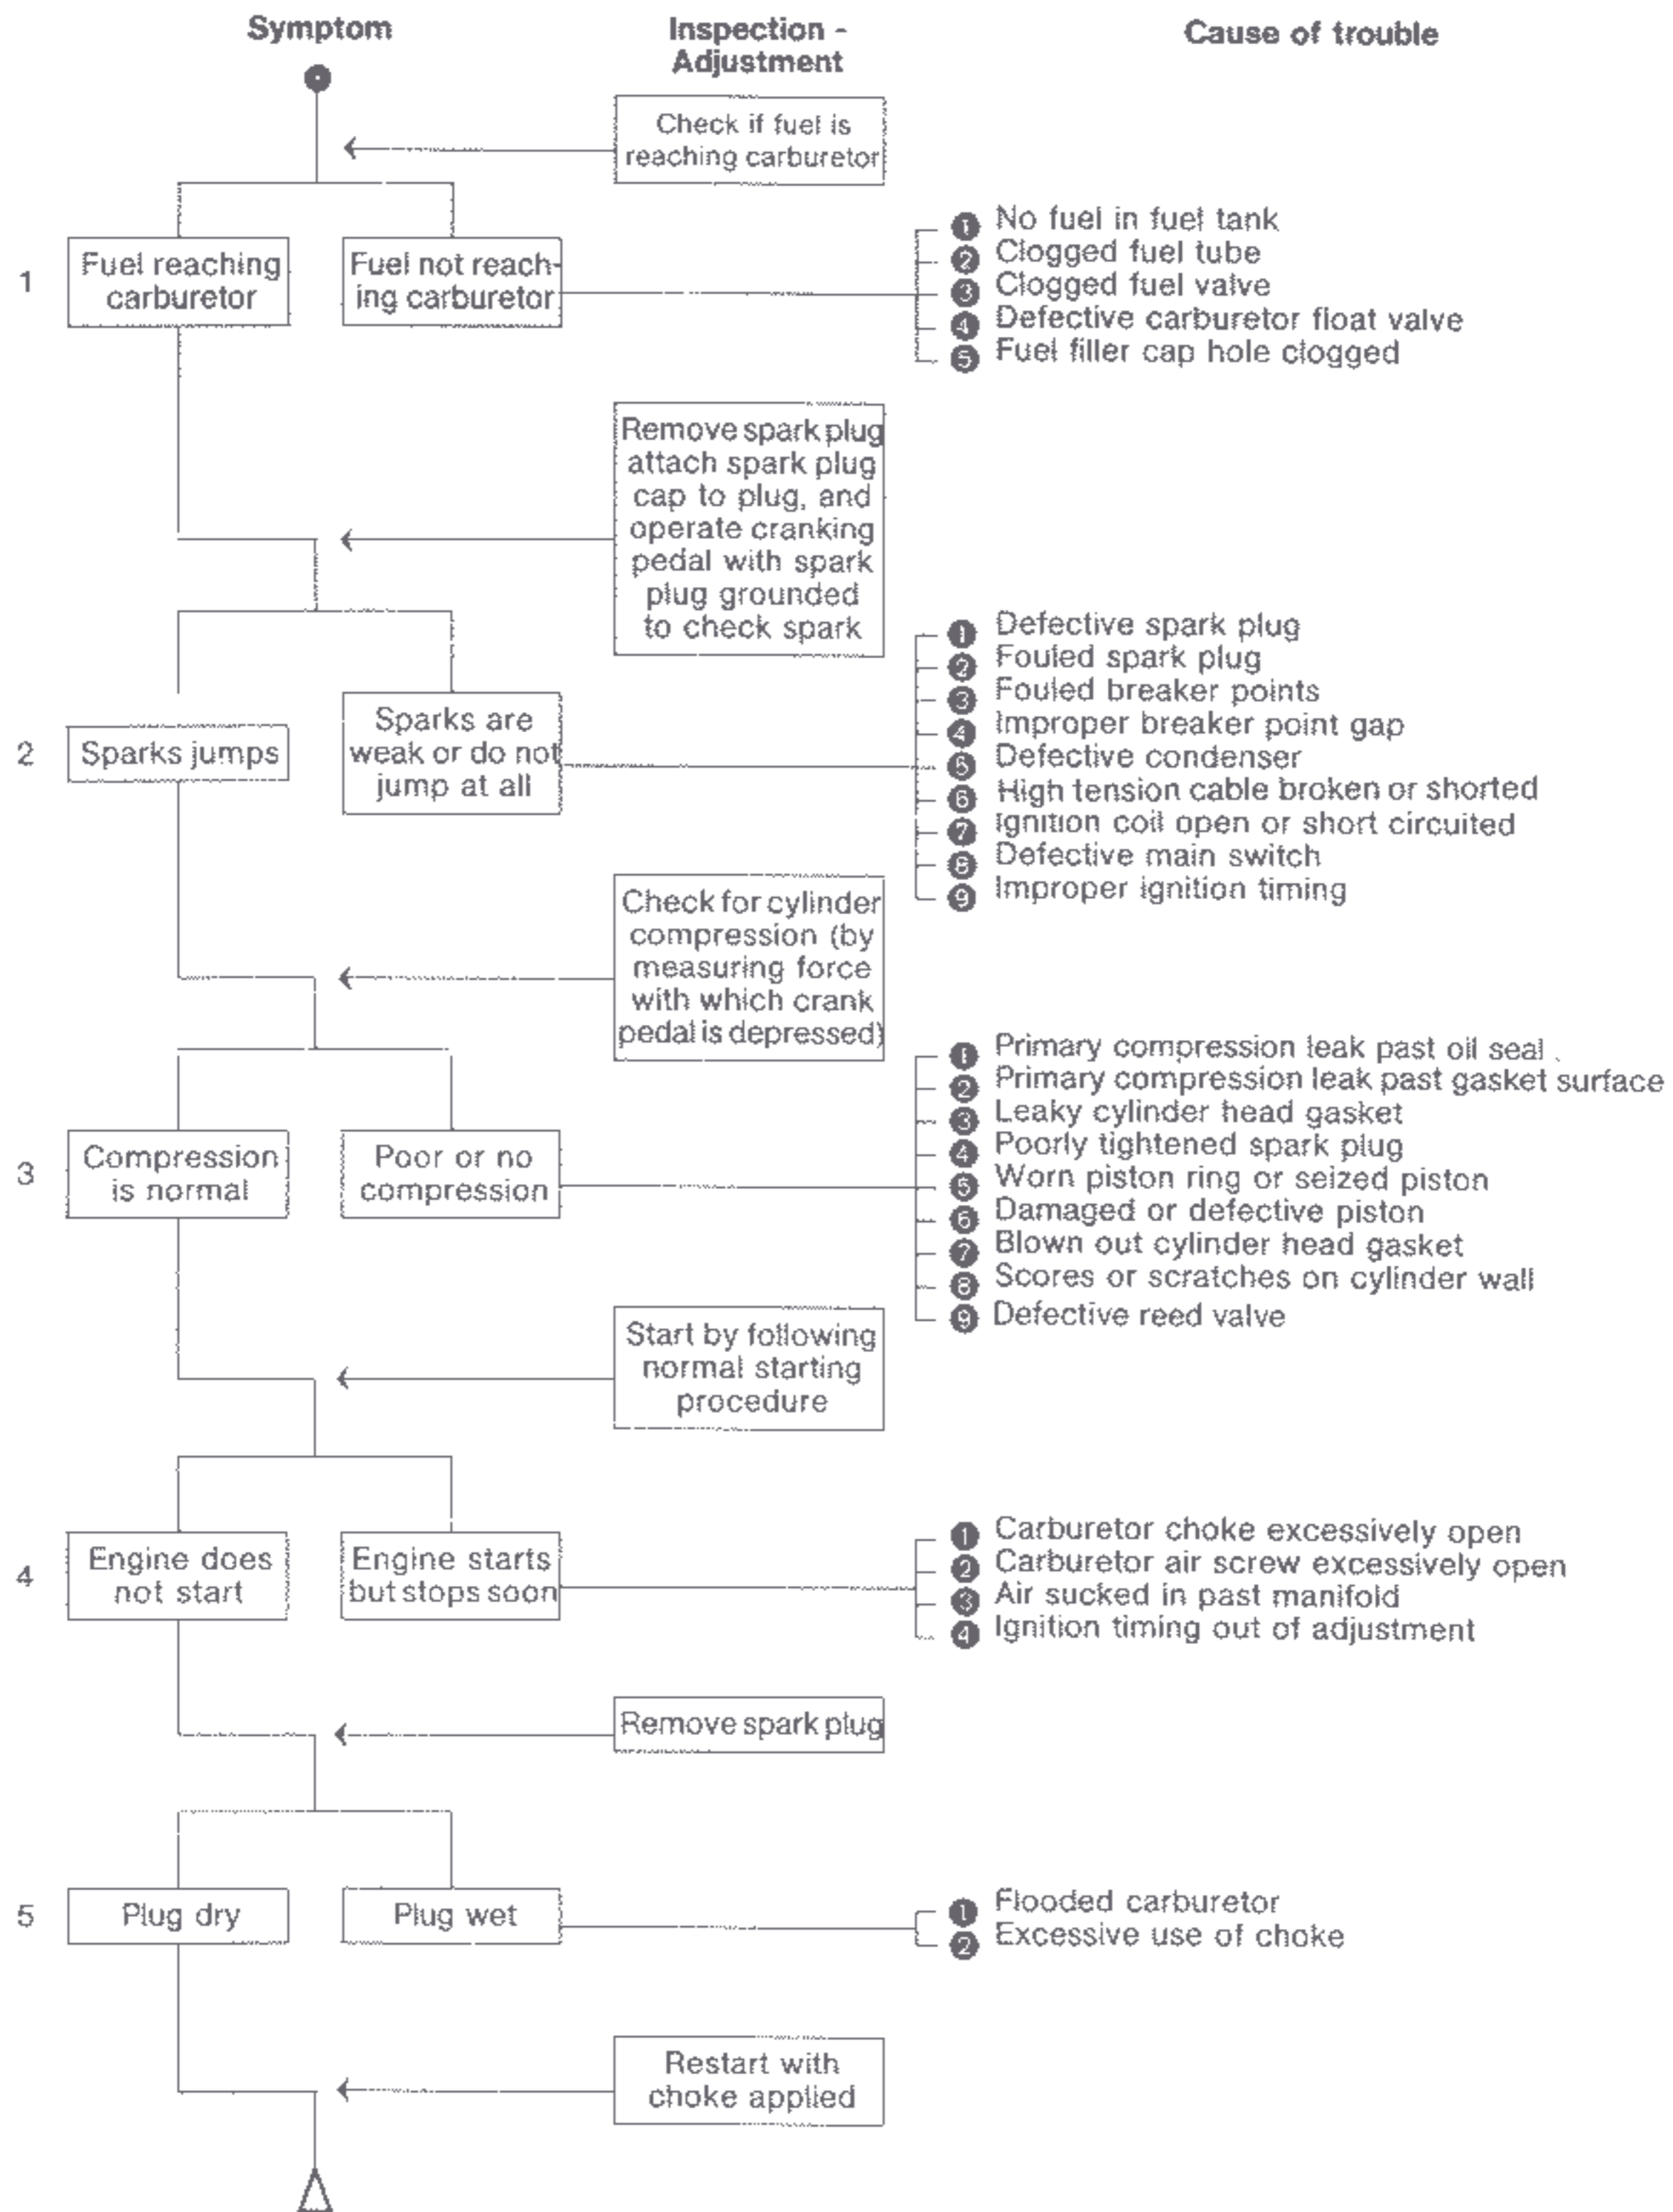 Symptom
Inspection -
Adjustment
Cause of trouble
Check if fuel is
reaching carburetor
1
Fuel reaching
carburetor
Fuel not reach-
ing carburetor
1 No fuel in fuel tank
2 Clogged fuel tube
3 Clogged fuel valve
4 Defective carburetor float valve
5 Fuel filler cap hole clogged
Remove spark plug
attach spark plug
cap to plug, and
operate cranking
pedal with spark
plug grounded
to check spark
2
Sparks jumps
Sparks are
weak or do not
jump at all
1 Defective spark plug
2 Fouled spark plug
3 Fouled breaker points
4 Improper breaker point gap
5 Defective condenser
6 High tension cable broken or shorted
7 Ignition coil open or short circuited
8 Defective main switch
9 Improper ignition timing
Check for cylinder
compression (by
measuring force
with which crank
pedal is depressed)
3
Compression
is normal
Poor or no
compression
1 Primary compression leak past oil seal .
2 Primary compression leak past gasket surface
3 Leaky cylinder head gasket
4 Poorly tightened spark plug
5 Worn piston ring or seized piston
6 Damaged or defective piston
7 Blown out cylinder head gasket
8 Scores or scratches on cylinder wall
9 Defective reed valve
Start by following
normal starting
procedure
4
Engine does
not start
Engine starts
but stops soon
1 Carburetor choke excessively open
2 Carburetor air screw excessively open
3 Air sucked in past manifold
4 Ignition timing out of adjustment
Remove spark plug
5
Plug dry
Plug wet
1 Flooded carburetor
2 Excessive use of choke
Restart with
choke applied